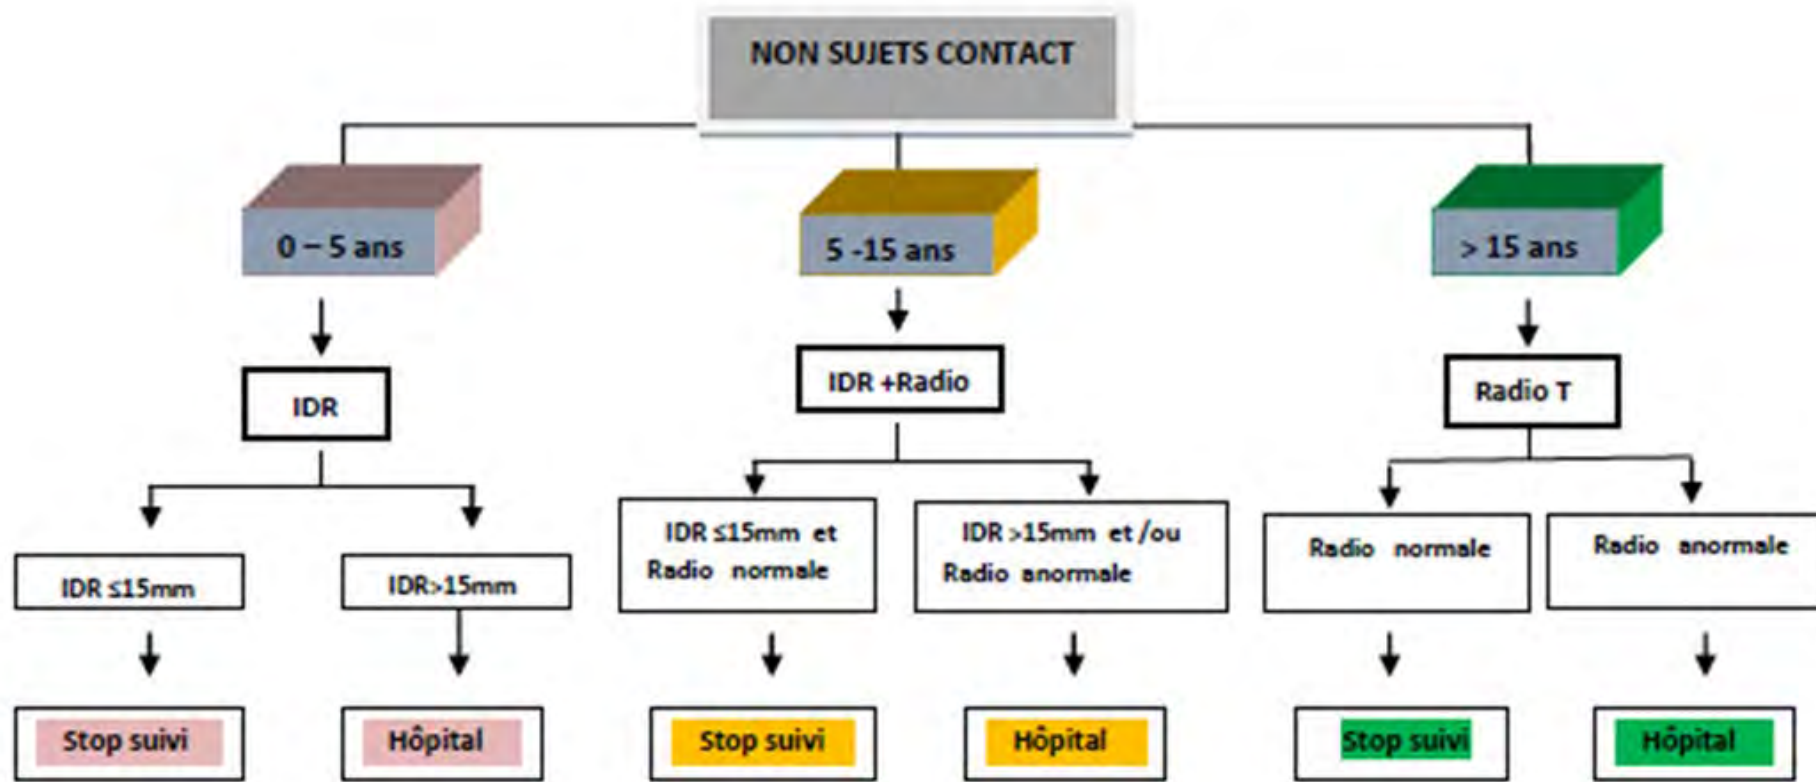 NON SUJETS CONTACT
0 – 5 ans
5 -15 ans
> 15 ans
IDR
IDR +Radio
Radio T
IDR ≤15mm
IDR>15mm
IDR ≤15mm et
Radio normale
IDR >15mm et /ou
Radio anormale
Radio normale
Radio anormale
Stop suivi
Hôpital
Stop suivi
Hôpital
Stop suivi
Hôpital